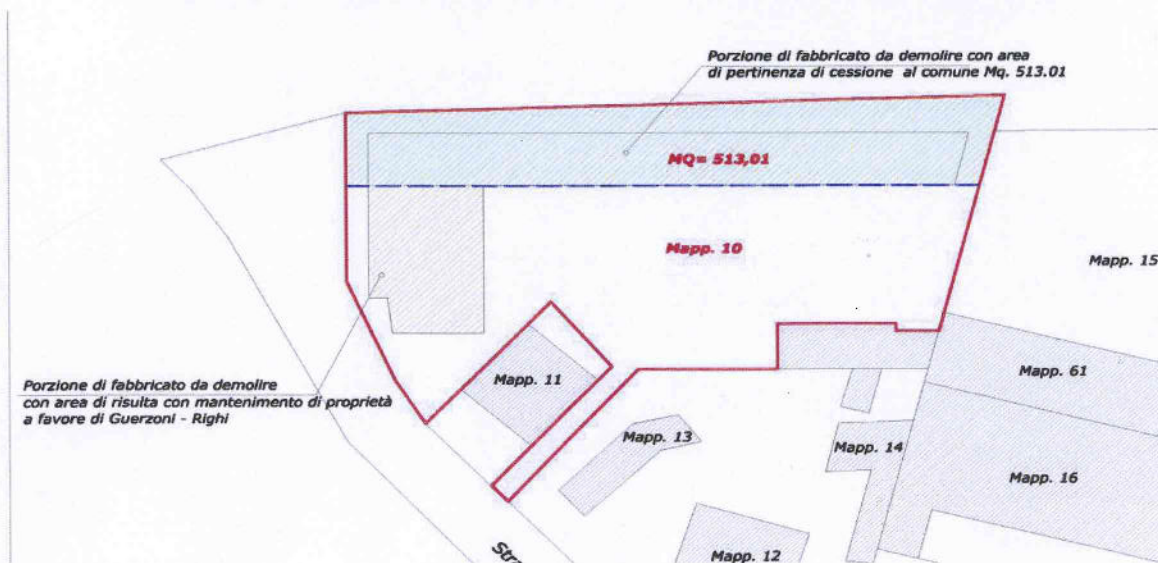 Porzione di fabbricato da demolire con area
di pertinenza di cessione al comune Mq. 513.01
MQ= 513,01
Mapp. 10
Mapp. 15
Mapp. 11
Mapp. 61
Porzione di fabbricato da demolire
con area di risulta con mantenimento di proprietà
a favore di Guerzoni - Righi
Mapp. 13
Mapp. 14
Mapp. 16
Mapp. 12